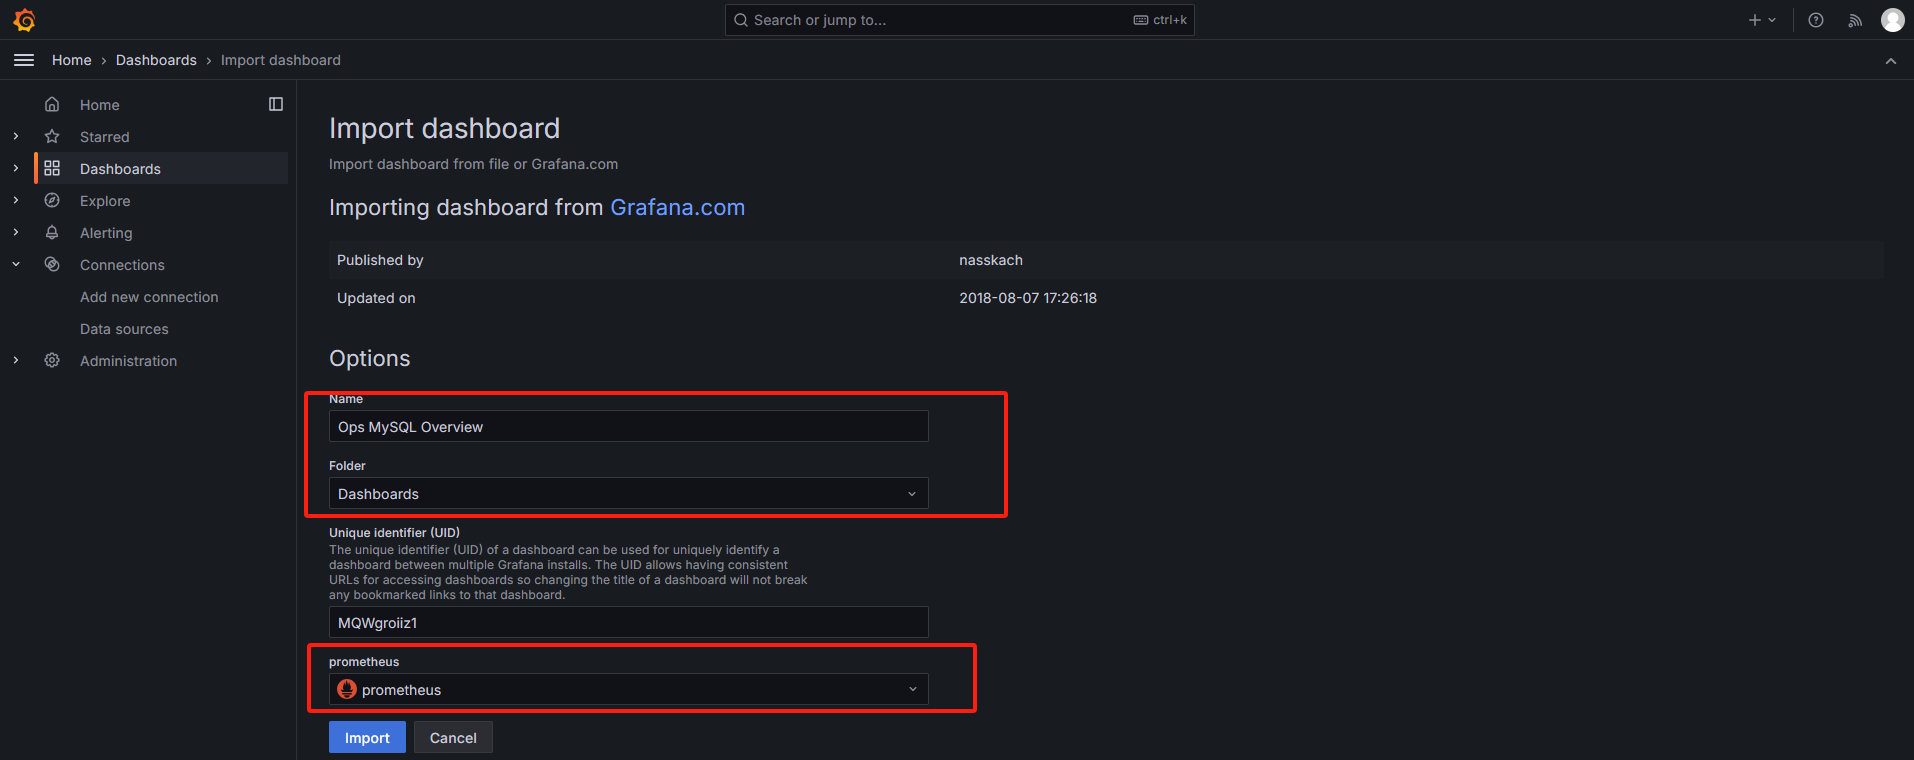 Search or jump to...
ctrl+k
Home › Dashboards › Import dashboard
Home
Starred
Dashboards
Explore
Alerting
Connections
Add new connection
Data sources
Administration
Import dashboard
Import dashboard from file or Grafana.com
Importing dashboard from Grafana.com
Published by nasskach
Updated on 2018-08-07 17:26:18
Options
Name
Ops MySQL Overview
Folder
Dashboards
Unique identifier (UID)
The unique identifier (UID) of a dashboard can be used for uniquely identify a
dashboard between multiple Grafana installs. The UID allows having consistent
URLs for accessing dashboards so changing the title of a dashboard will not break
any bookmarked links to that dashboard.
MQWgroiiz1
prometheus
prometheus
Import
Cancel